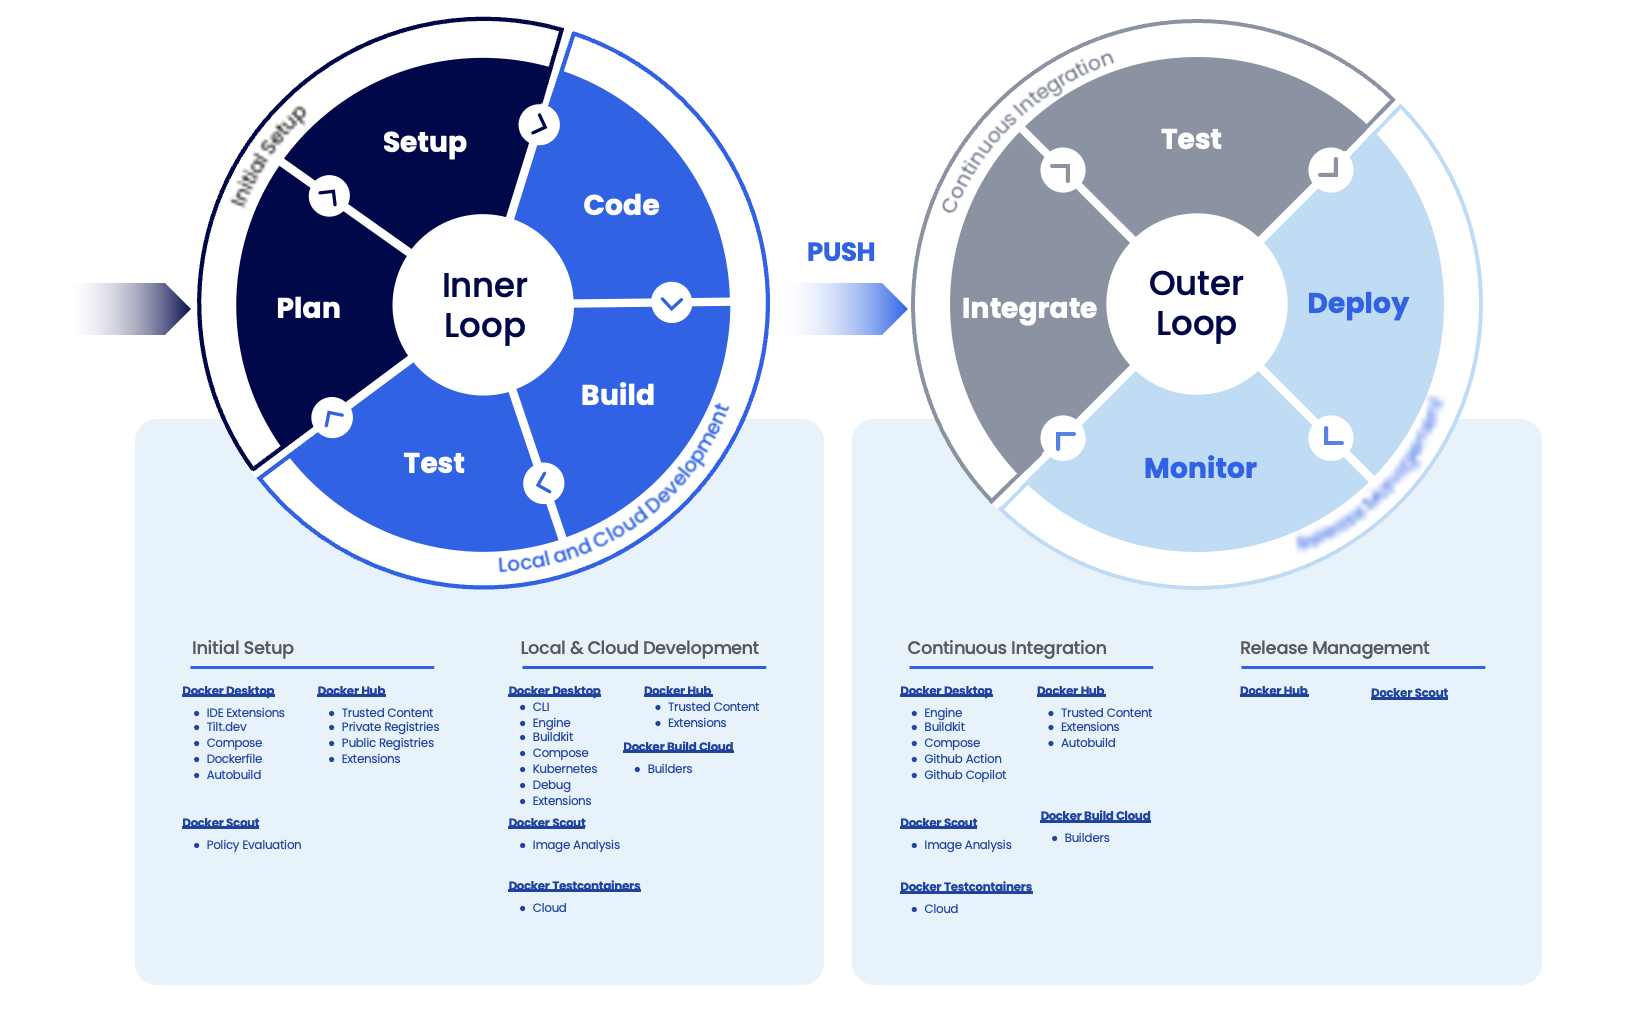 Initial Setup
Setup
Plan
Inner
Loop
Code
Build
Test
Local and Cloud Development
PUSH
Continuous Integration
Test
Integrate
Outer
Loop
Deploy
Monitor
Initial Setup
Docker Desktop
IDE Extensions
Tilt.dev
Compose
Dockerfile
Autobuild
Docker Hub
Trusted Content
Private Registries
Public Registries
Extensions
Docker Scout
Policy Evaluation
Local & Cloud Development
Docker Desktop
CLI
Engine
Buildkit
Compose
Kubernetes
Debug
Extensions
Docker Hub
Trusted Content
Extensions
Docker Build Cloud
Builders
Docker Scout
Image Analysis
Docker Testcontainers
Cloud
Continuous Integration
Docker Desktop
Engine
Buildkit
Compose
Github Action
Github Copilot
Docker Hub
Trusted Content
Extensions
Autobuild
Docker Build Cloud
Builders
Docker Scout
Image Analysis
Docker Testcontainers
Cloud
Release Management
Docker Hub
Docker Scout